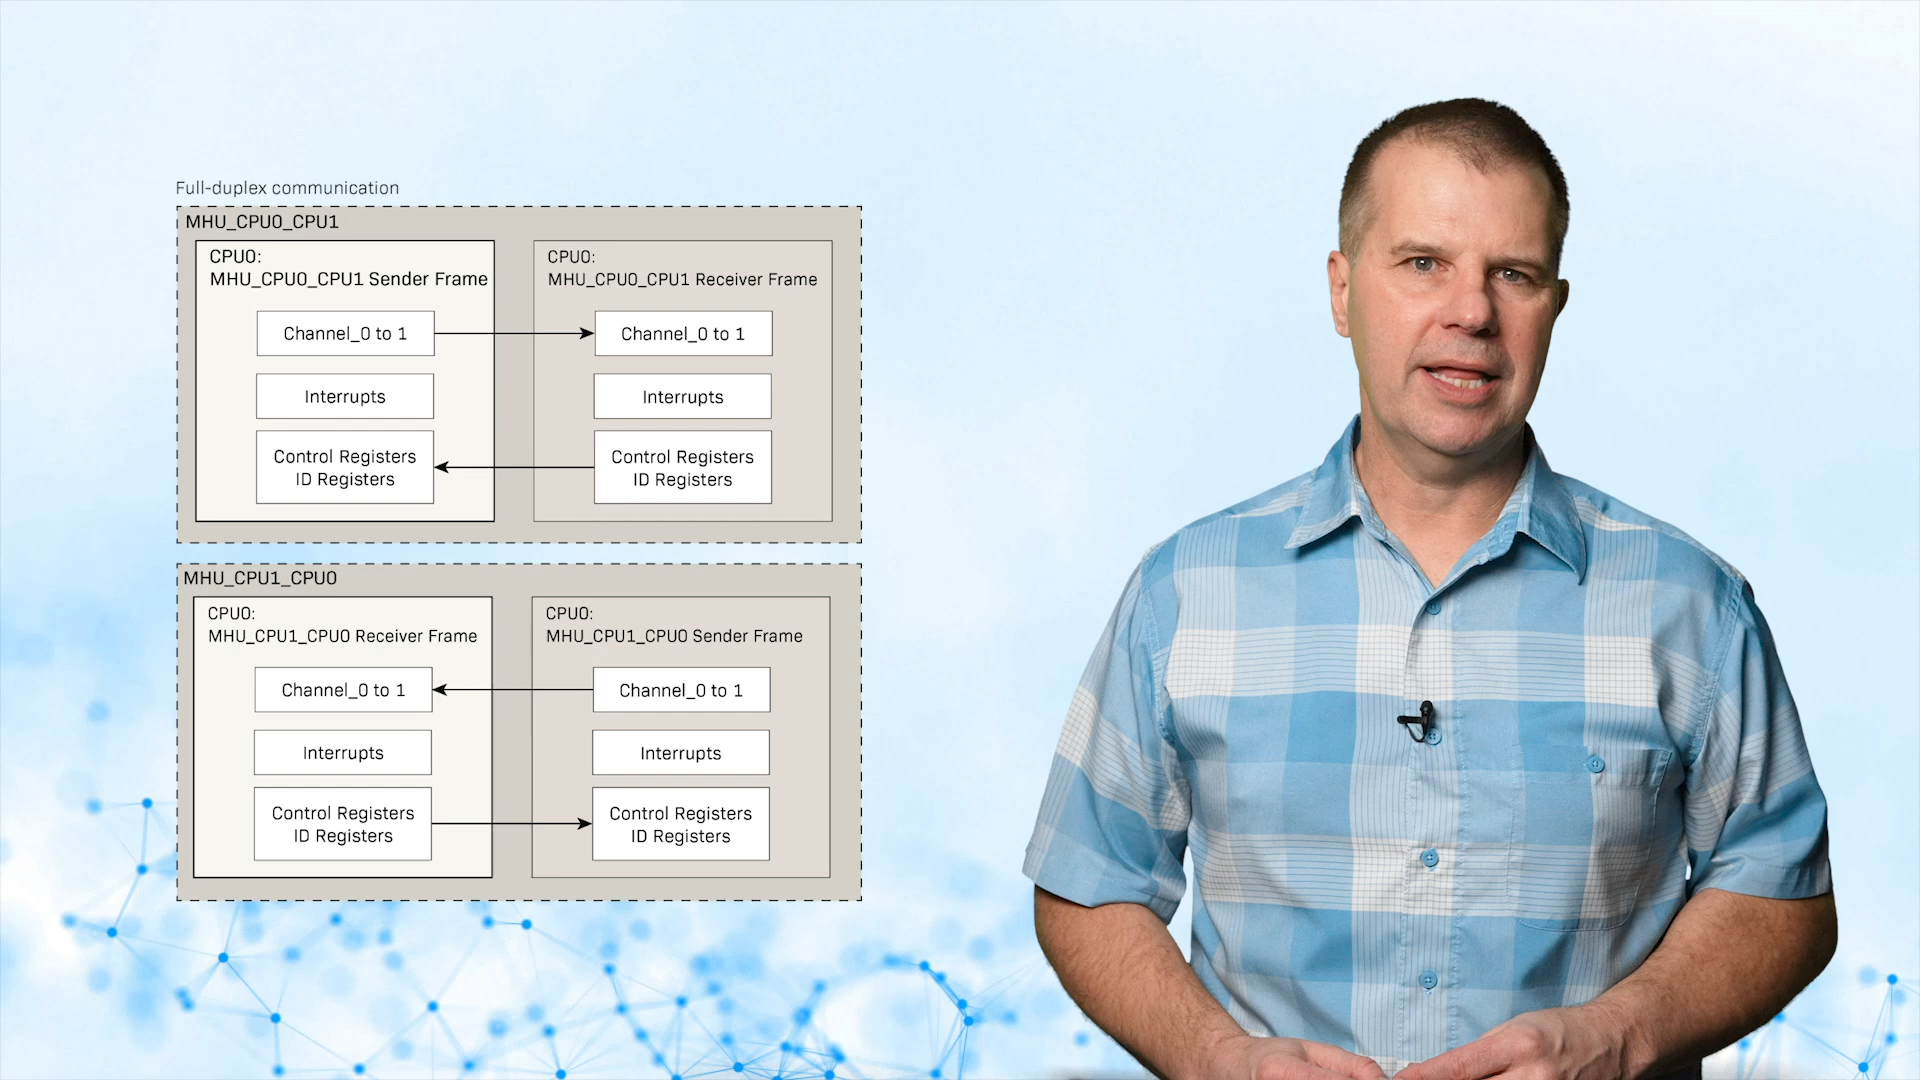 Full-duplex communication
MHU_CPU0_CPU1
CPU0:
MHU_CPU0_CPU1 Sender Frame
Channel_0 to 1
Interrupts
Control Registers
ID Registers
CPU0:
MHU_CPU0_CPU1 Receiver Frame
Channel_0 to 1
Interrupts
Control Registers
ID Registers
MHU_CPU1_CPU0
CPU0:
MHU_CPU1_CPU0 Receiver Frame
Channel_0 to 1
Interrupts
Control Registers
ID Registers
CPU0:
MHU_CPU1_CPU0 Sender Frame
Channel_0 to 1
Interrupts
Control Registers
ID Registers